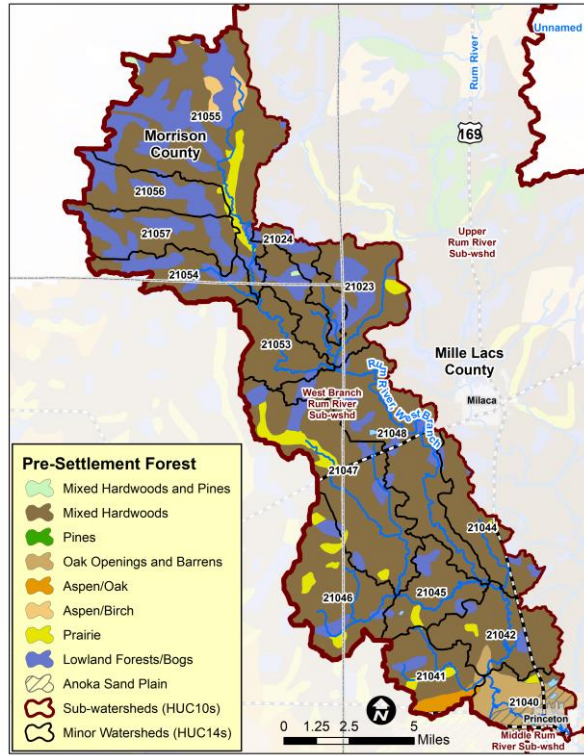 Unnamed
Rum River
169
21055
Morrison
County
21056
21057
21024
21054
21023
Upper
Rum River
Sub-wshd
21053
Mille Lacs
County
Rum River, West Branch
West Branch
Rum River
Sub-wshd
Milaca
21048
21047
21044
21046
21045
21042
21041
21040
Princeton
Middle Rum
River Sub-wshd
Pre-Settlement Forest
Mixed Hardwoods and Pines
Mixed Hardwoods
Pines
Oak Openings and Barrens
Aspen/Oak
Aspen/Birch
Prairie
Lowland Forests/Bogs
Anoka Sand Plain
Sub-watersheds (HUC10s)
Minor Watersheds (HUC14s)
N
0 1.25 2.5 5
Miles